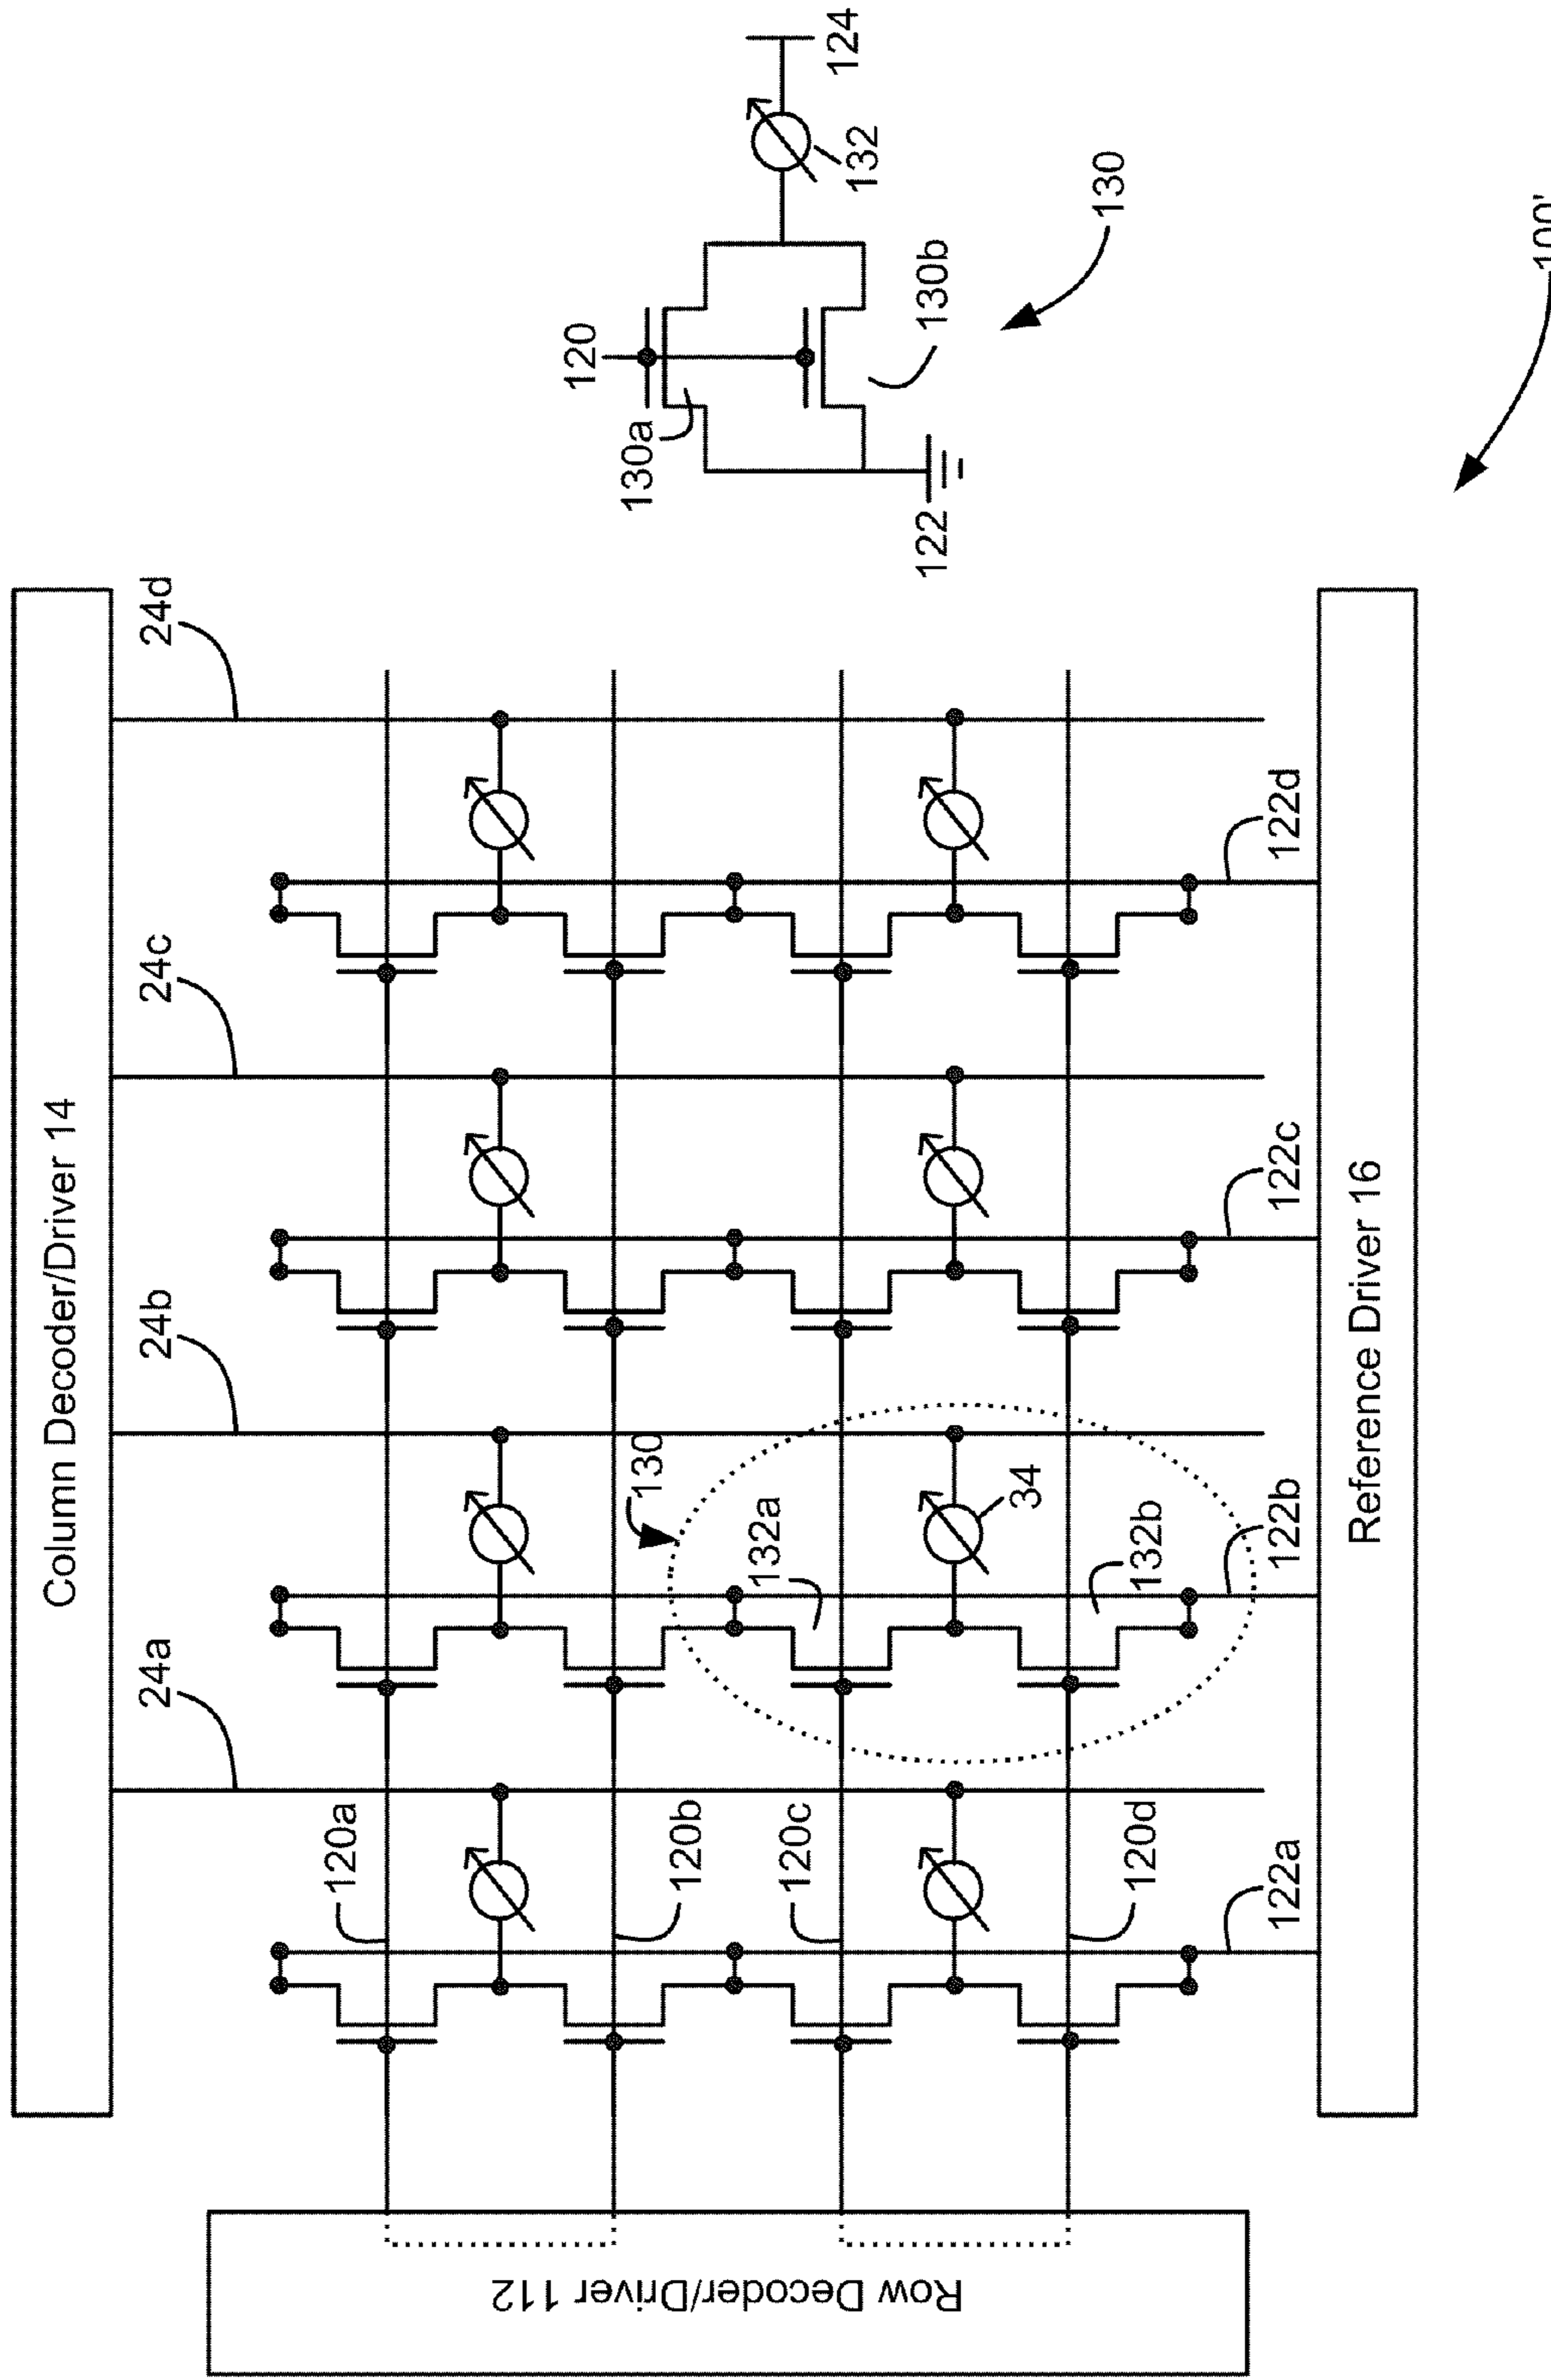 Column Decoder/Driver 14
24a
24b
24c
24d
120a
120b
120c
120d
130
132a
34
132b
122a
122b
122c
122d
Row Decoder/Driver 112
Reference Driver 16
120
130a
130b
122
132
124
130
100'